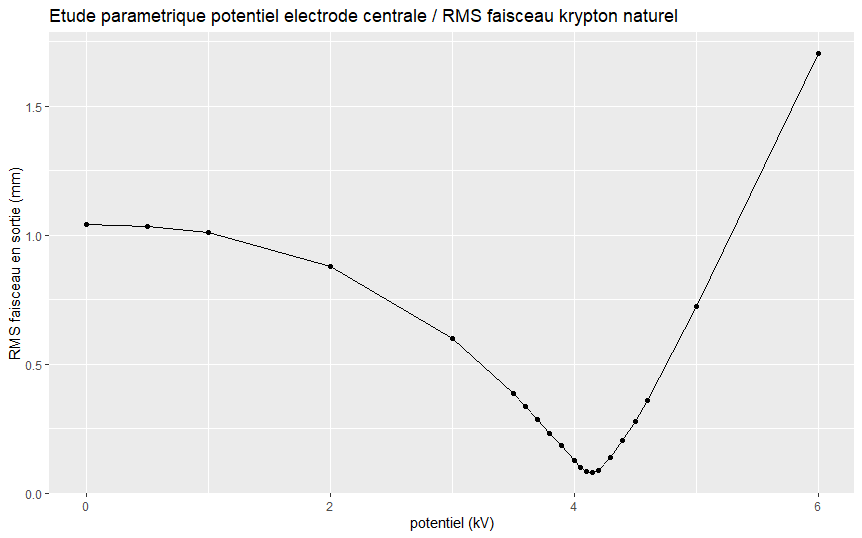 Etude parametrique potentiel electrode centrale / RMS faisceau krypton naturel
RMS faisceau en sortie (mm)
1.5
1.0
0.5
0.0
0 2 4 6
potentiel (kV)